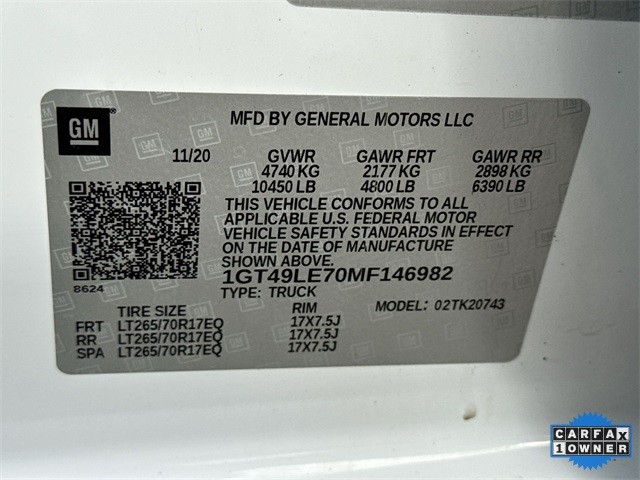 GM
MFD BY GENERAL MOTORS LLC
11/20 GVWR GAWR FRT GAWR RR
4740 KG 2177 KG 2898 KG
10450 LB 4800 LB 6390 LB
THIS VEHICLE CONFORMS TO ALL
APPLICABLE U.S. FEDERAL MOTOR
VEHICLE SAFETY STANDARDS IN EFFECT
ON THE DATE OF MANUFACTURE
SHOWN ABOVE.
1GT49LE70MF146982
8624
TYPE: TRUCK
TIRE SIZE RIM MODEL: 02TK20743
FRT LT265/70R17EQ 17X7.5J
RR LT265/70R17EQ 17X7.5J
SPA LT265/70R17EQ 17X7.5J
CARFAX
1 OWNER